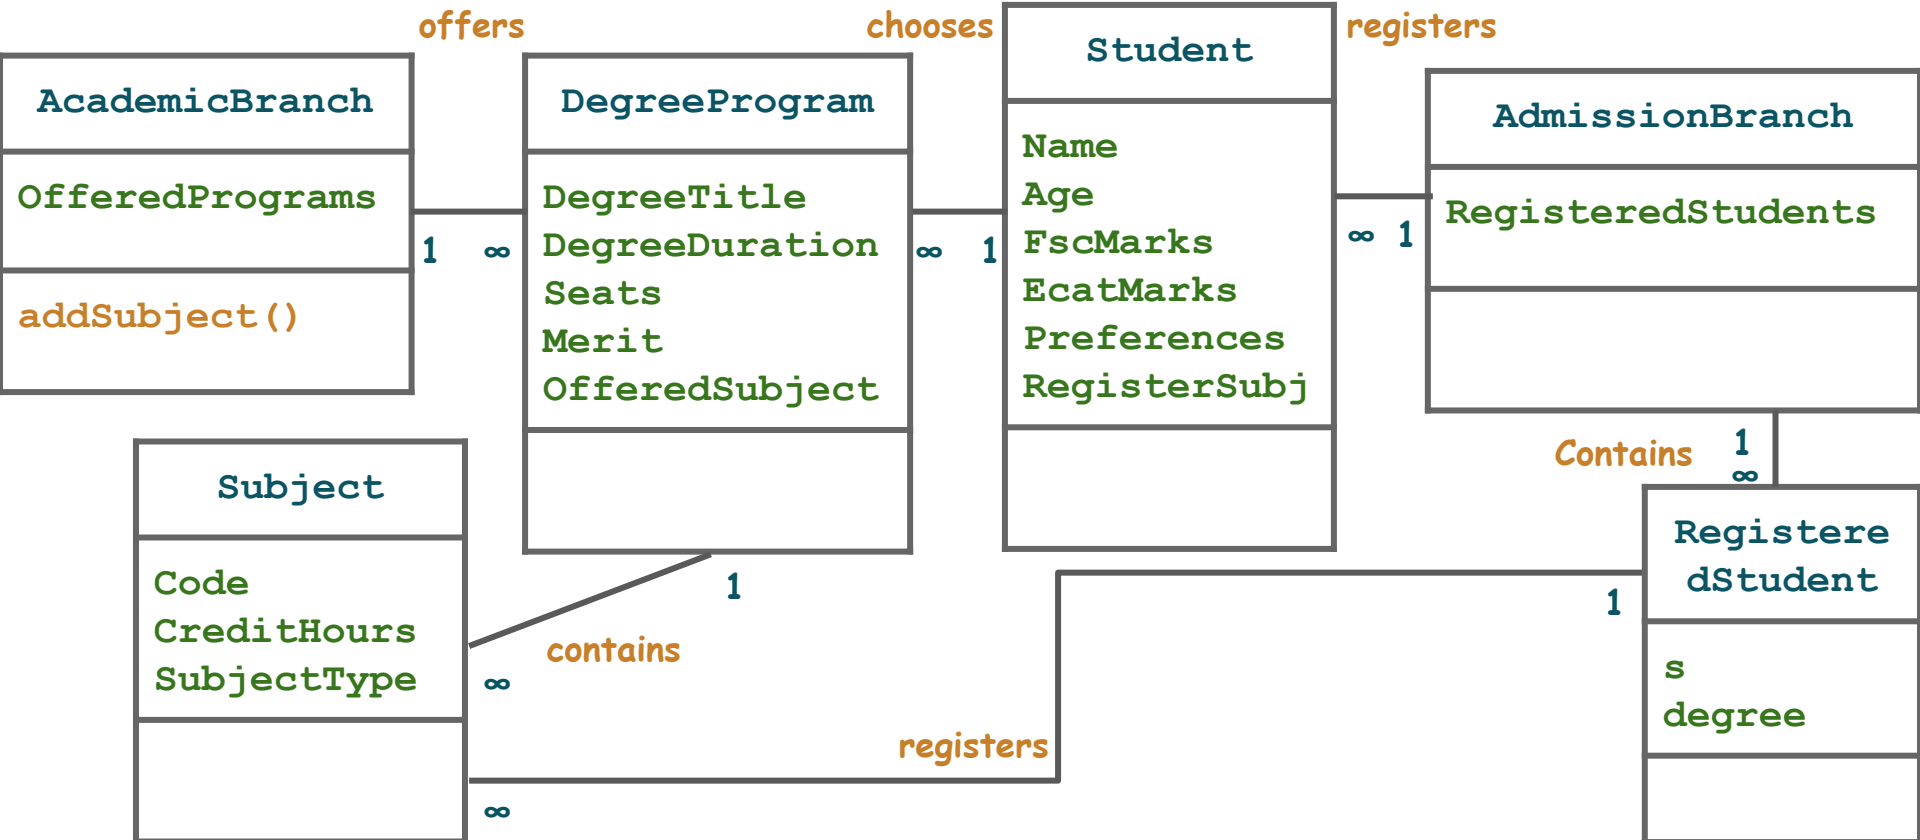 offers
chooses
registers
AcademicBranch
OfferedPrograms
addSubject()
1
∞
DegreeProgram
DegreeTitle
DegreeDuration
Seats
Merit
OfferedSubject
∞
1
Student
Name
Age
FscMarks
EcatMarks
Preferences
RegisterSubj
∞
1
AdmissionBranch
RegisteredStudents
Contains
1
∞
Subject
Code
CreditHours
SubjectType
1
contains
∞
Registere
dStudent
s
degree
1
registers
∞